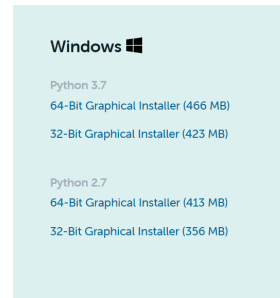 Windows
Python 3.7
64-Bit Graphical Installer (466 MB)
32-Bit Graphical Installer (423 MB)
Python 2.7
64-Bit Graphical Installer (413 MB)
32-Bit Graphical Installer (356 MB)